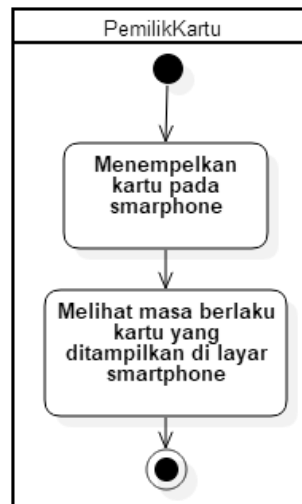 PemilikKartu
Menempelkan
kartu pada
smarphone
Melihat masa berlaku
kartu yang
ditampilkan di layar
smartphone